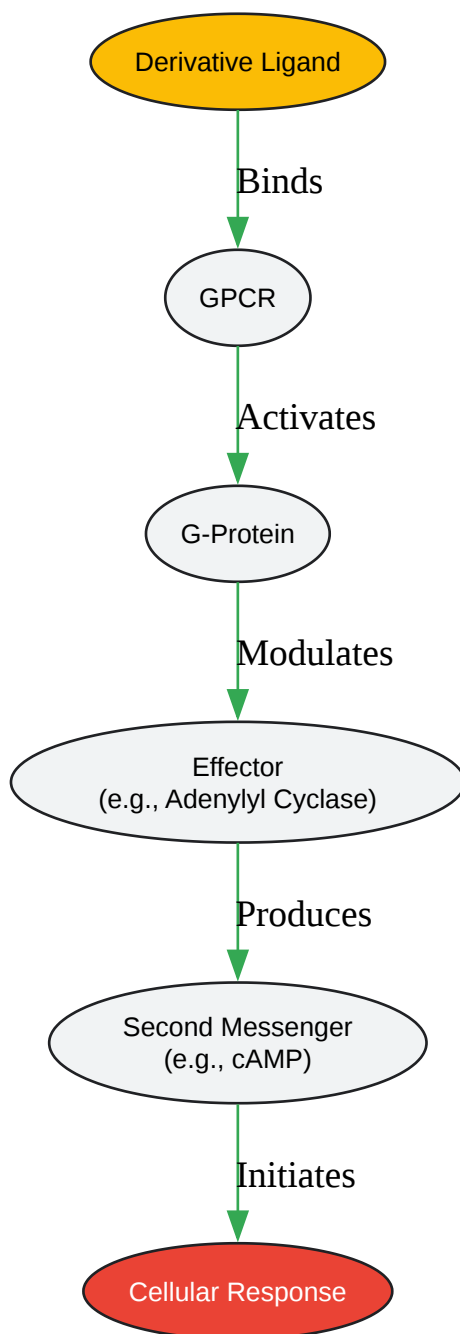 Derivative Ligand
Binds
GPCR
Activates
G-Protein
Modulates
Effector
(e.g., Adenylyl Cyclase)
Produces
Second Messenger
(e.g., cAMP)
Initiates
Cellular Response